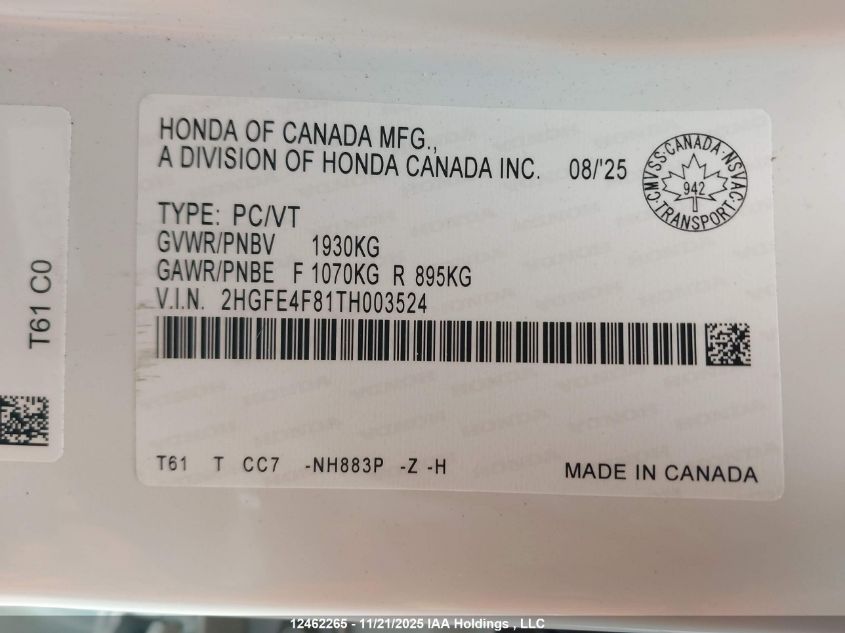 HONDA OF CANADA MFG.,
A DIVISION OF HONDA CANADA INC. 08/'25
CMVSS·CANADA·NSVAC·TRANSPORT
942
TYPE: PC/VT
GVWR/PNBV 1930KG
GAWR/PNBE F 1070KG R 895KG
V.I.N. 2HGFE4F81TH003524
T61 T CC7 -NH883P -Z -H
MADE IN CANADA
T61 C0
12462265 - 11/21/2025 IAA Holdings , LLC